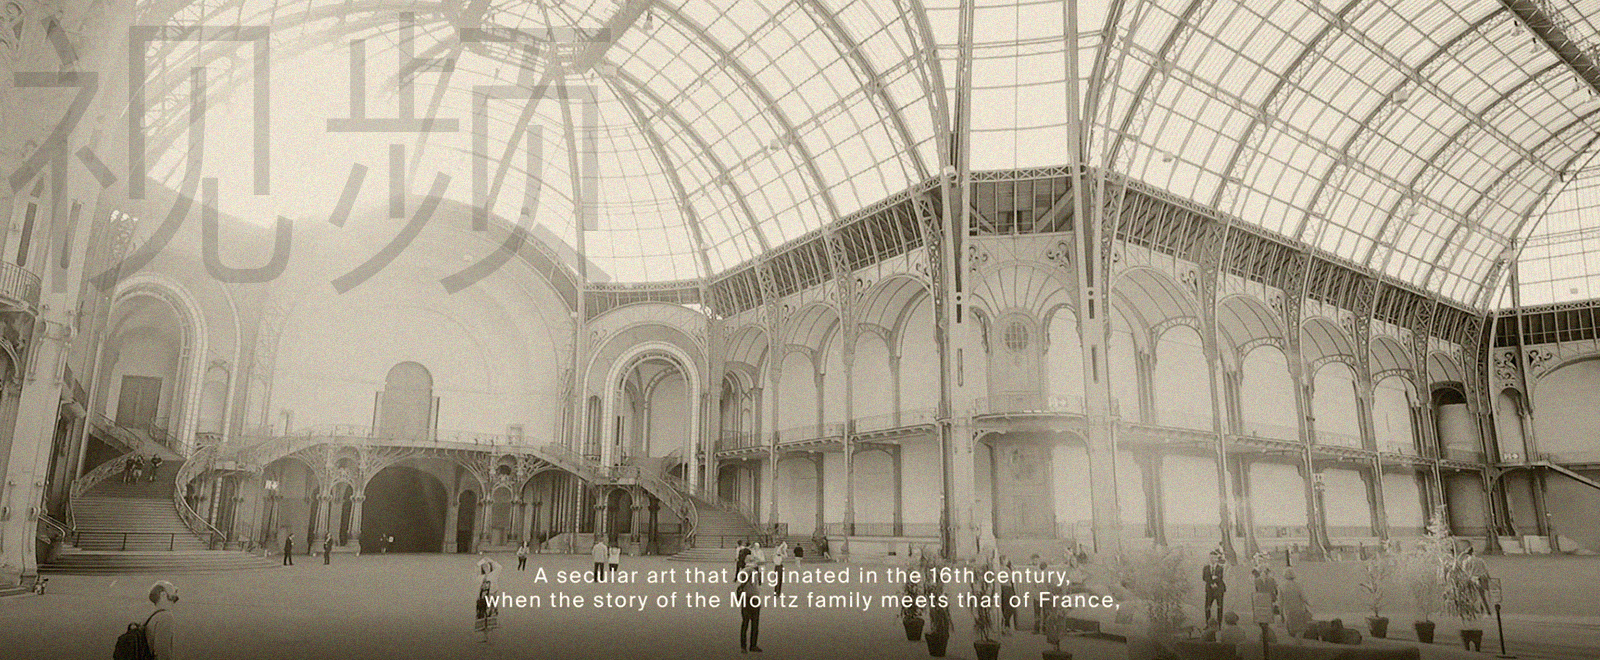 视频
A secular art that originated in the 16th century,
when the story of the Moritz family meets that of France,